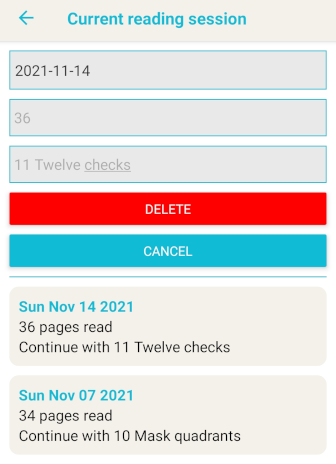 Current reading session
2021-11-14
36
11 Twelve checks
DELETE
CANCEL
Sun Nov 14 2021
36 pages read
Continue with 11 Twelve checks
Sun Nov 07 2021
34 pages read
Continue with 10 Mask quadrants